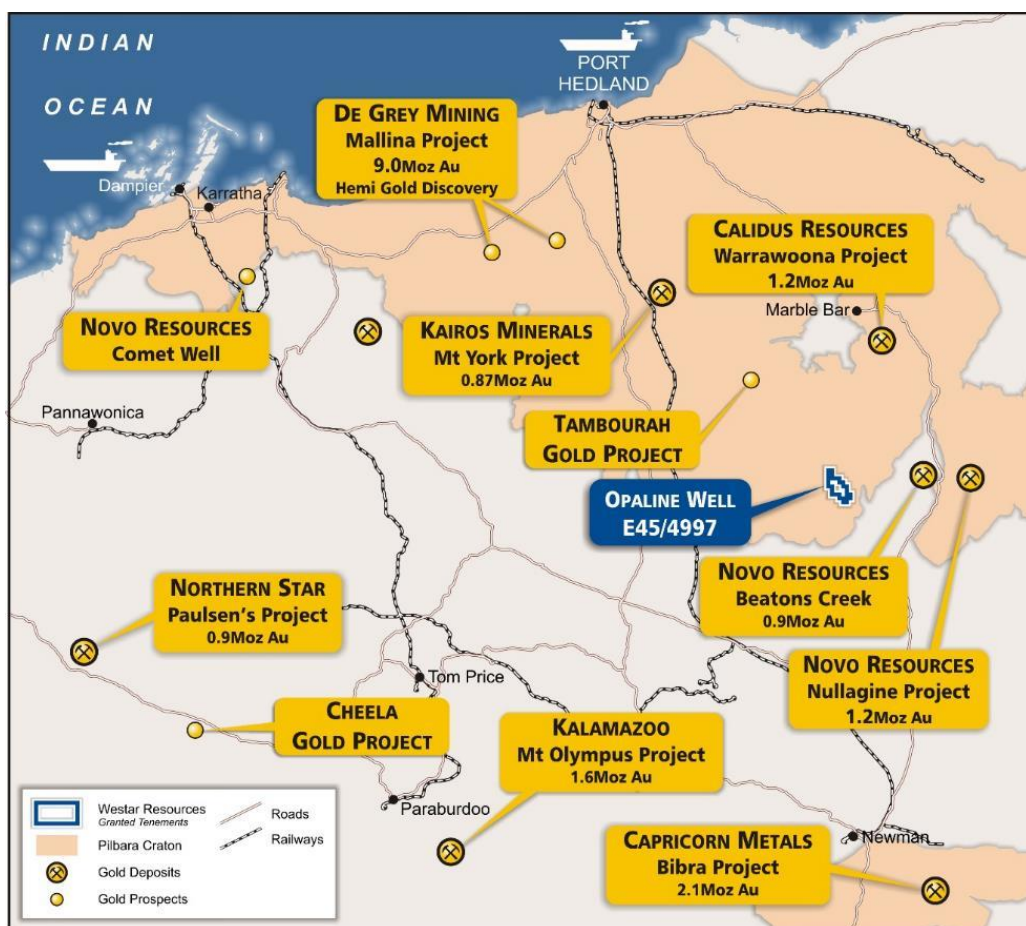 INDIAN
OCEAN
PORT
HEDLAND
DE GREY MINING
Mallina Project
9.0Moz Au
Hemi Gold Discovery
Dampier
Karratha
CALIDUS RESOURCES
Warrawoona Project
1.2Moz Au
Marble Bar
NOVO RESOURCES
Comet Well
KAIROS MINERALS
Mt York Project
0.87Moz Au
Pannawonica
TAMBOURAH
GOLD PROJECT
OPALINE WELL
E45/4997
NOVO RESOURCES
Beatons Creek
0.9Moz Au
NORTHERN STAR
Paulsen's Project
0.9Moz Au
NOVO RESOURCES
Nullagine Project
1.2Moz Au
Tom Price
CHEELA
GOLD PROJECT
KALAMAZOO
Mt Olympus Project
1.6Moz Au
Paraburdoo
Newman
CAPRICORN METALS
Bibra Project
2.1Moz Au
Westar Resources
Granted Tenements
Roads
Pilbara Craton
Railways
Gold Deposits
Gold Prospects